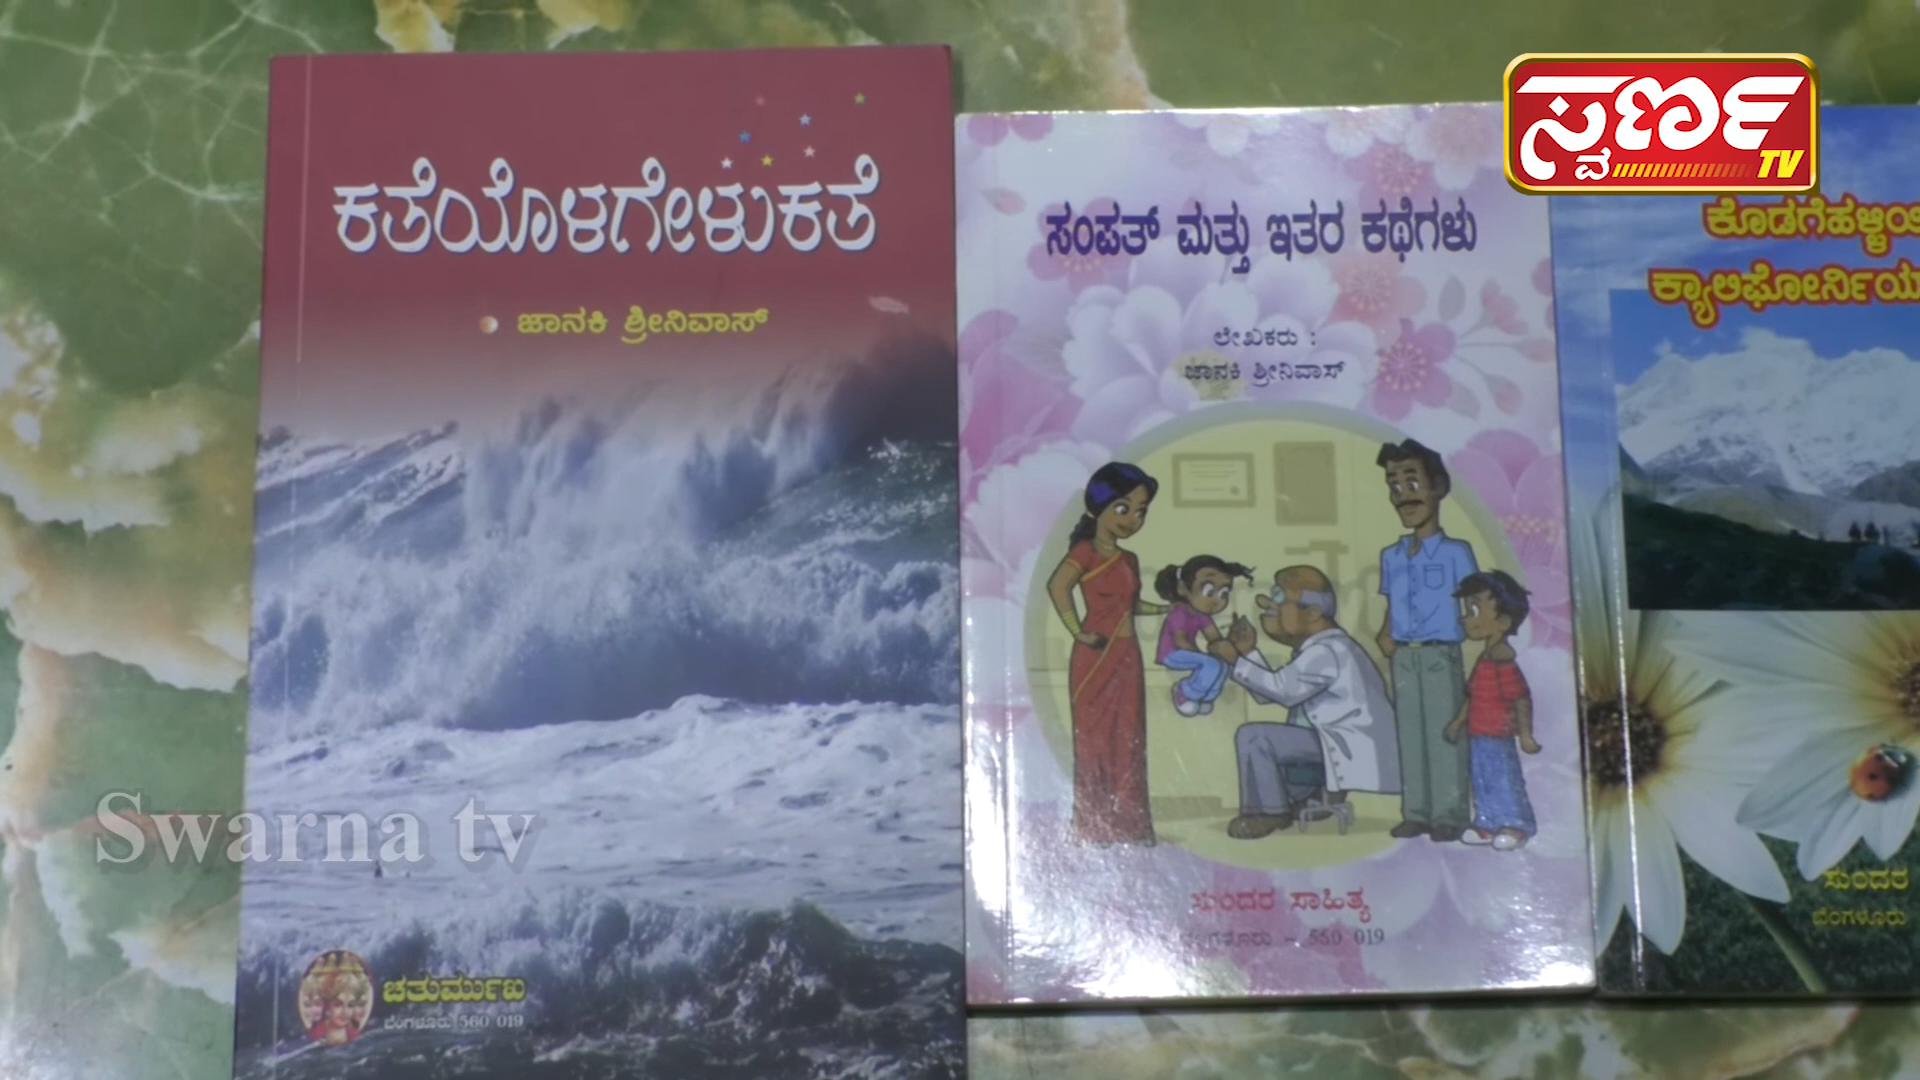 ಕತೆಯೊಳಗೇಳುಕತೆ
ಜಾನಕಿ ಶ್ರೀನಿವಾಸ್
ಚತುರ್ಮುಖ
ಬೆಂಗಳೂರು 560 019
ಸಂಪತ್ ಮತ್ತು ಇತರ ಕಥೆಗಳು
ಲೇಖಕರು :
ಜಾನಕಿ ಶ್ರೀನಿವಾಸ್
ಸುಂದರ ಸಾಹಿತ್ಯ
ಬೆಂಗಳೂರು - 560 019
ಕೊಡಗೆಹಳ್ಳಿಯಿ
ಕ್ಯಾಲಿಫೋರ್ನಿಯ
ಸುಂದರ
ಬೆಂಗಳೂರು
ಸ್ವರ್ಣ
TV
Swarna tv